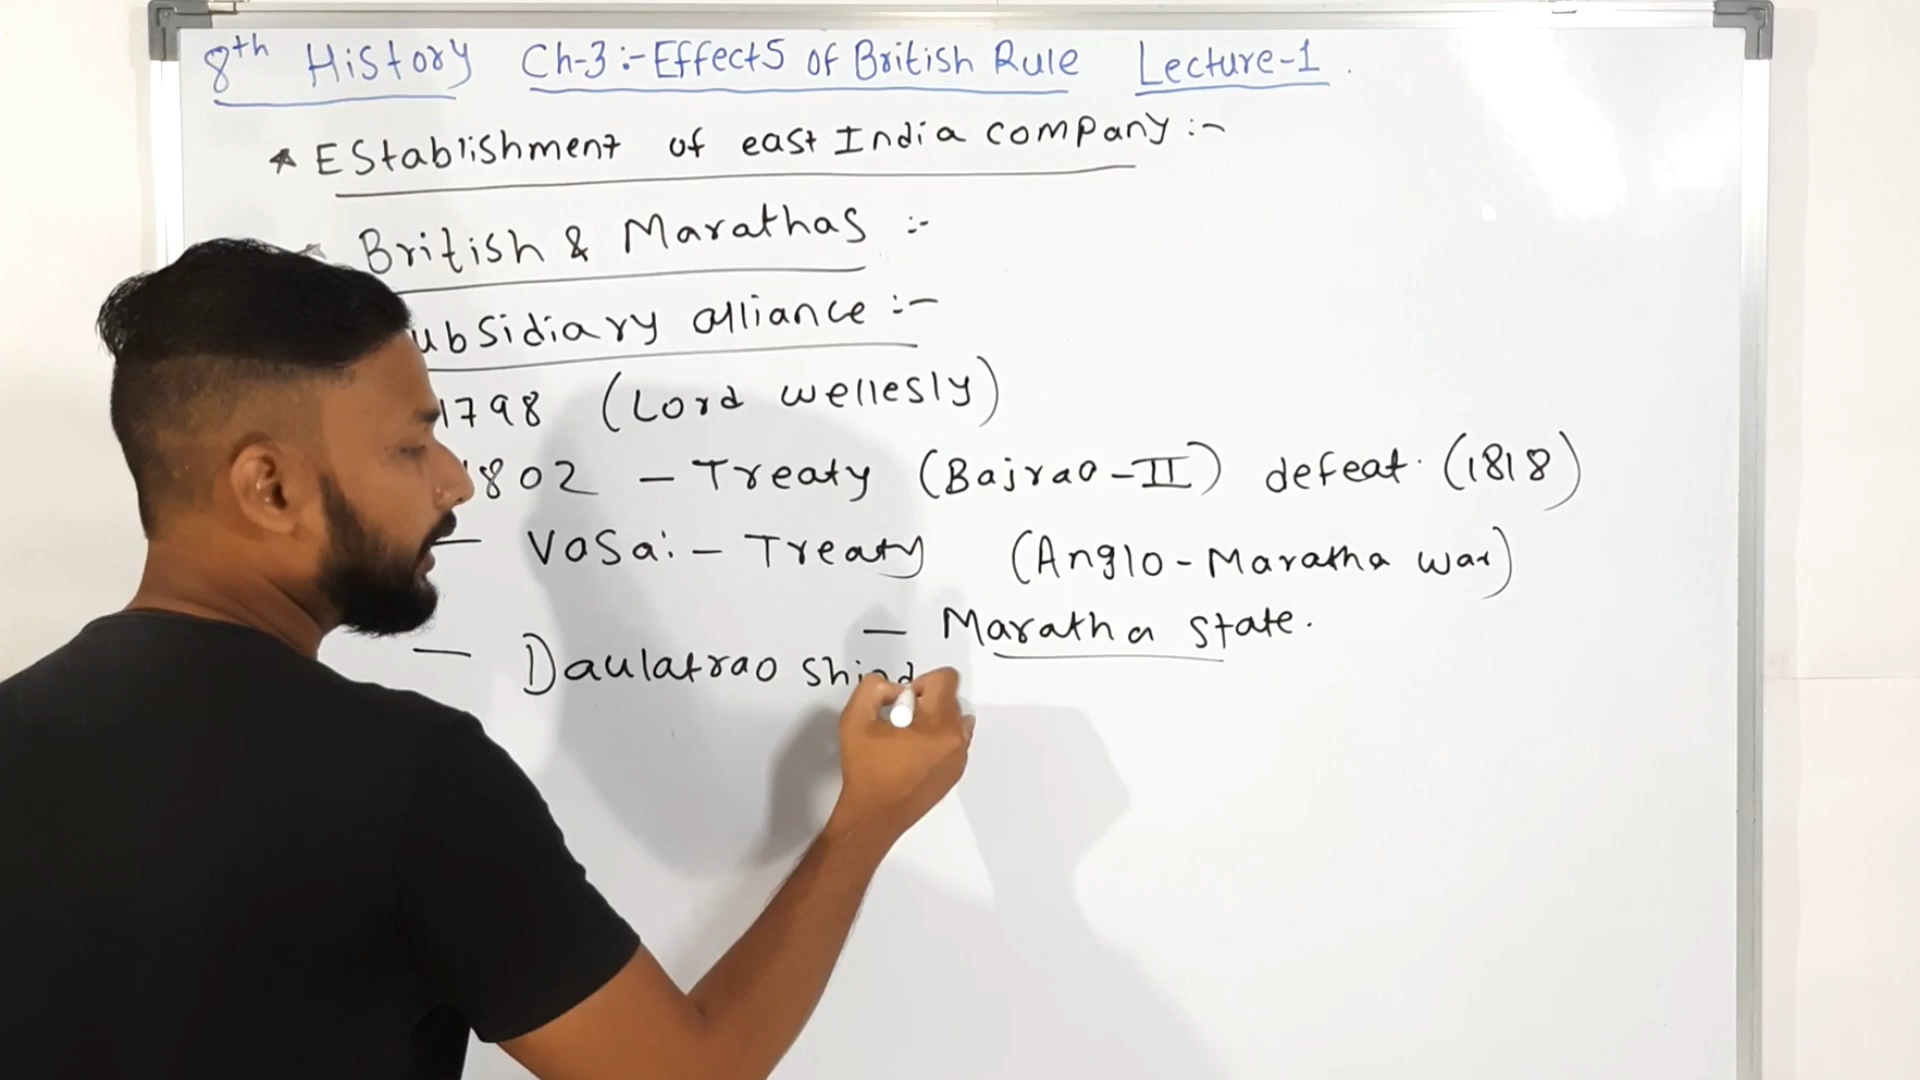 8th History Ch-3:- Effects of British Rule Lecture-1.
* Establishment of east India company :-
* British & Marathas :-
ubsidiary alliance :-
1798 (Lord wellesly)
1802 - Treaty (Bajrao-II) defeat. (1818)
- Vasai - Treaty (Anglo-Maratha war)
- Maratha state.
- Daulatrao Shind